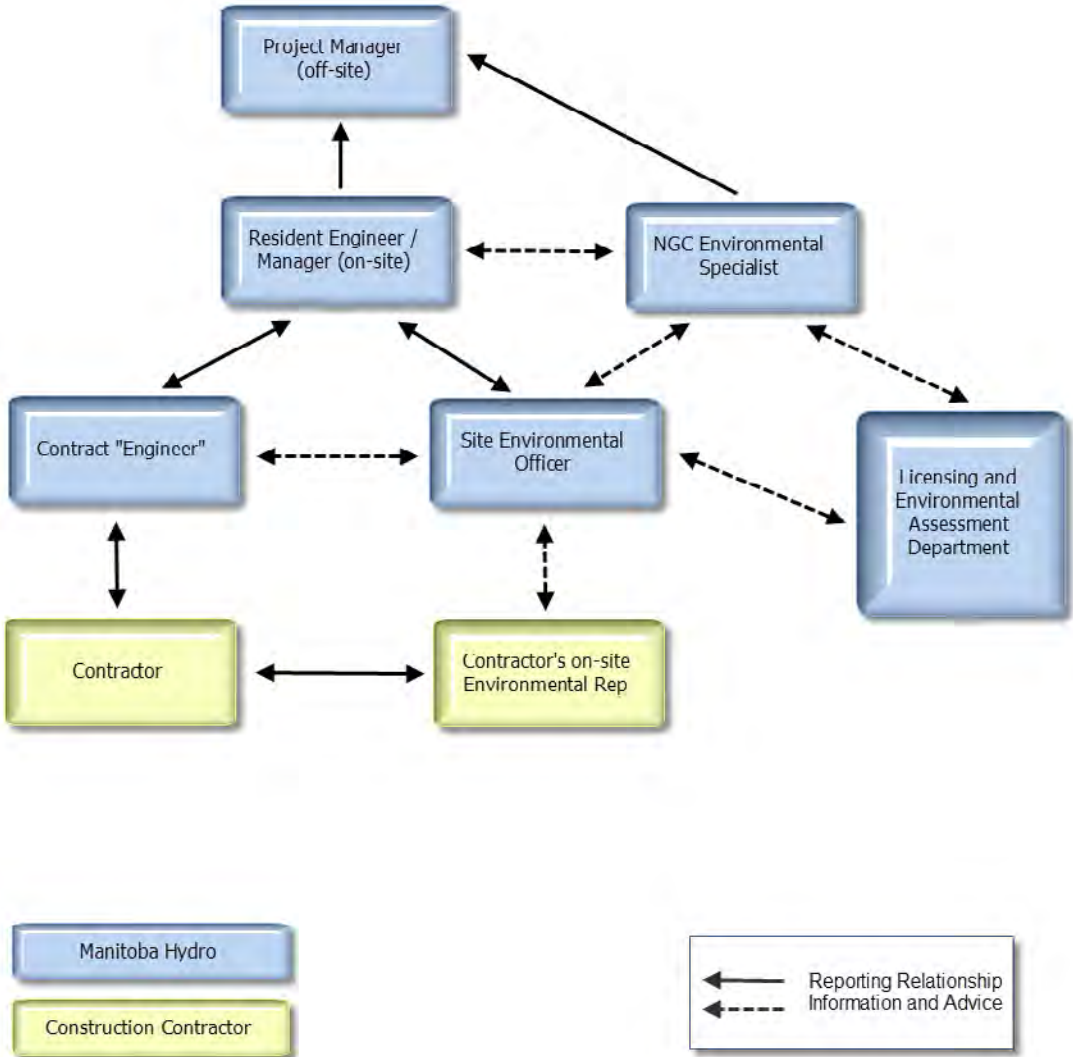 Project Manager
(off-site)
Resident Engineer /
Manager (on-site)
NGC Environmental
Specialist
Contract "Engineer"
Site Environmental
Officer
Licensing and
Environmental
Assessment
Department
Contractor
Contractor's on-site
Environmental Rep
Manitoba Hydro
Construction Contractor
Reporting Relationship
Information and Advice